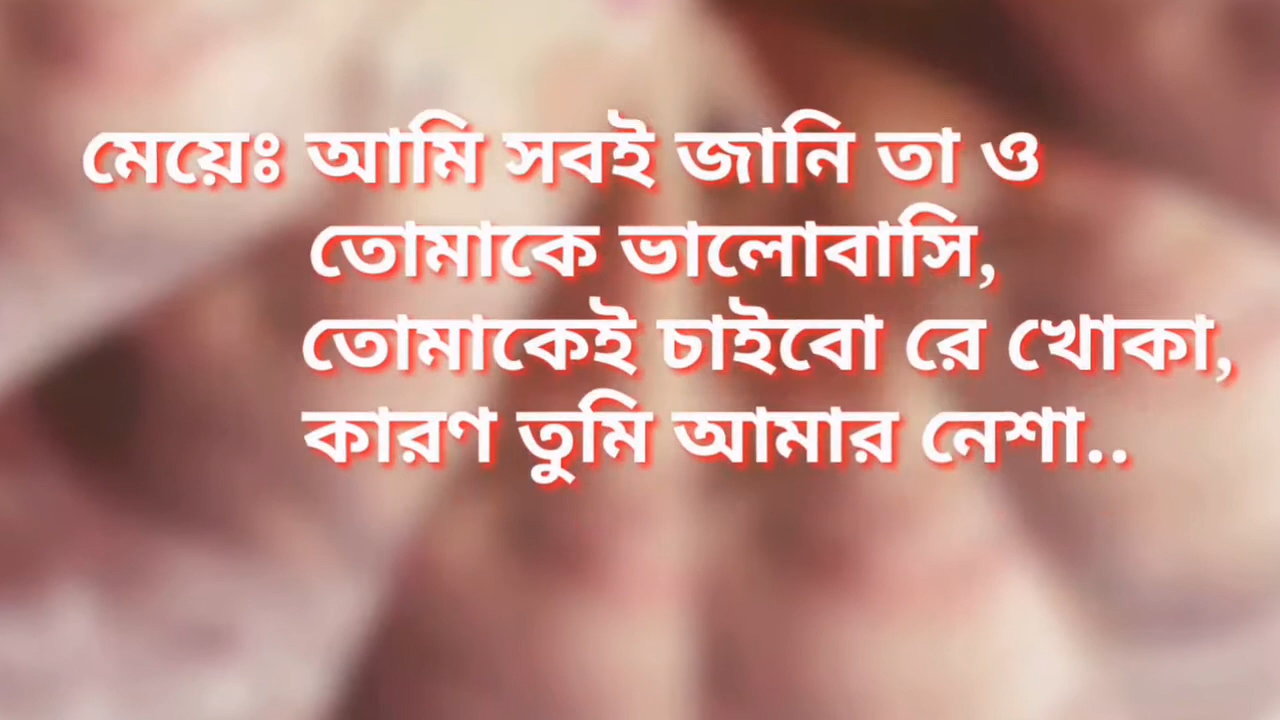 মেয়েঃ আমি সবই জানি তা ও
তোমাকে ভালোবাসি,
তোমাকেই চাইবো রে খোকা,
কারণ তুমি আমার নেশা..